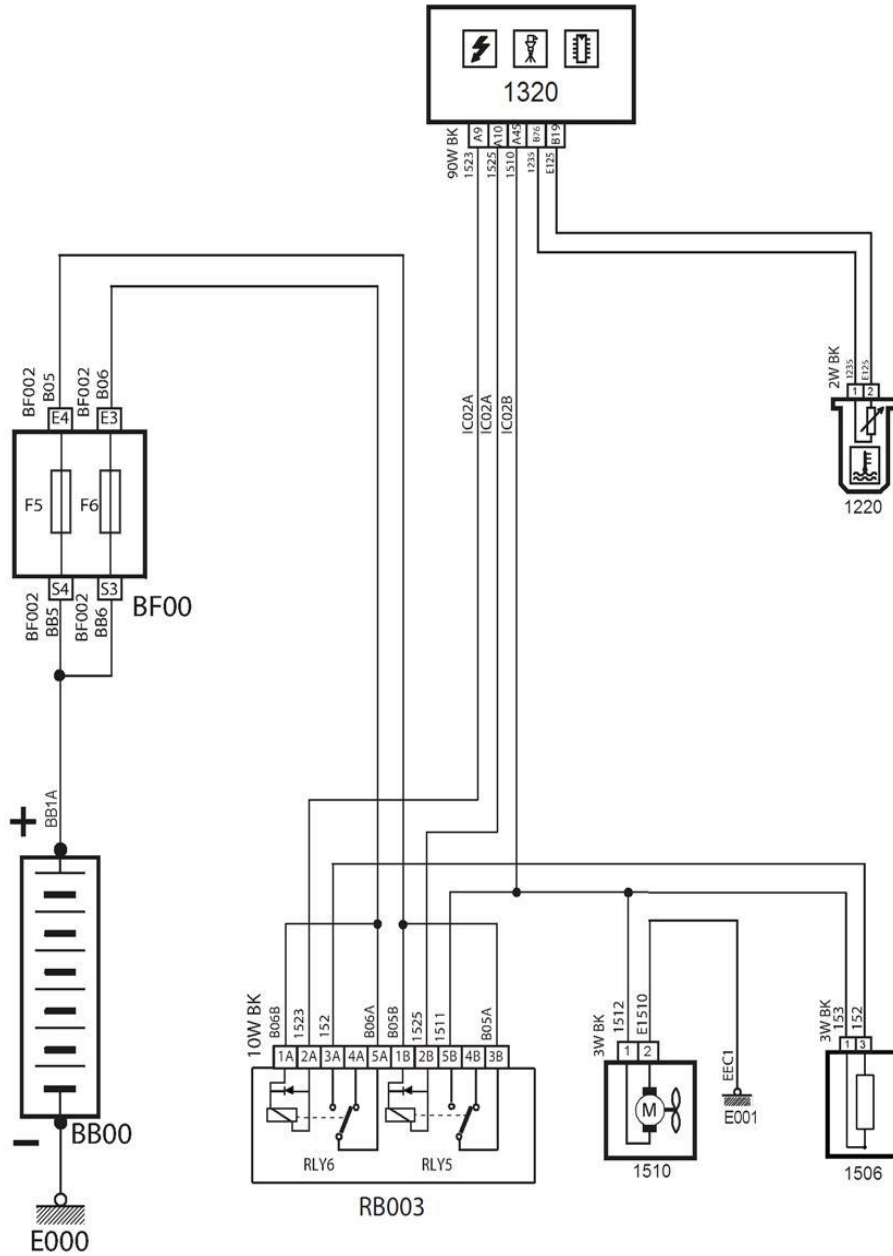 1320
90W BK
A9
A10
A45
B76
B19
1523
1525
1510
1235
E125
IC02A
IC02A
IC02B
BF002
B05
BF002
B06
E4
E3
F5
F6
S4
S3
BF002
BB5
BF002
BB6
BF00
2W BK
1235
E125
1
2
1220
BB1A
+
−
BB00
E000
10W BK
B06B
1523
152
B06A
B05B
1525
1511
B05A
1A
2A
3A
4A
5A
1B
2B
5B
4B
3B
RLY6
RLY5
RB003
3W BK
1512
E1510
1
2
M
1510
EEC1
E001
3W BK
153
152
1
3
1506